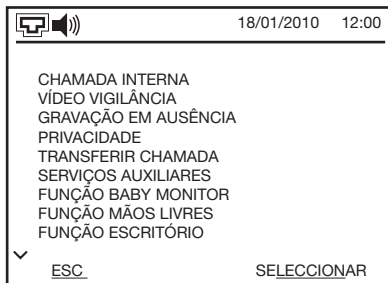 18/01/2010 12:00
CHAMADA INTERNA
VÍDEO VIGILÂNCIA
GRAVAÇÃO EM AUSÊNCIA
PRIVACIDADE
TRANSFERIR CHAMADA
SERVIÇOS AUXILIARES
FUNÇÃO BABY MONITOR
FUNÇÃO MÃOS LIVRES
FUNÇÃO ESCRITÓRIO
ESC SELECCIONAR